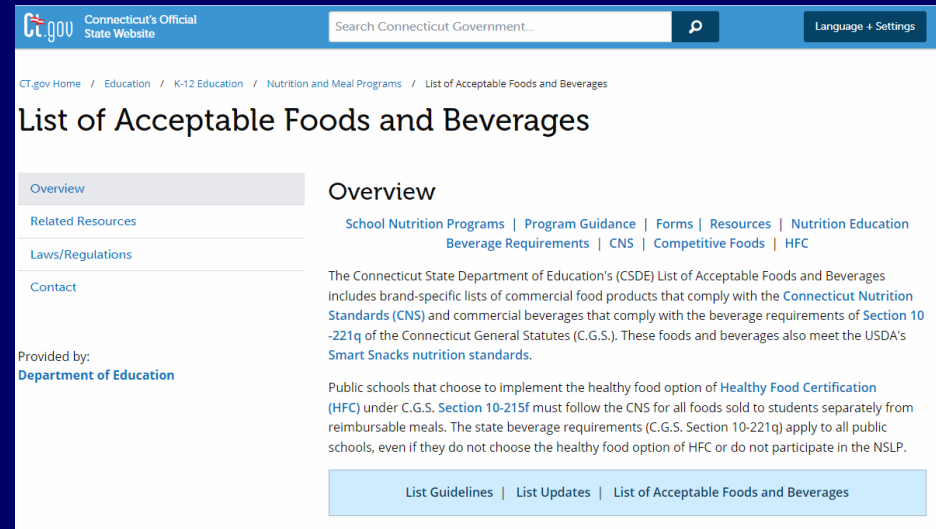 Ct.gov Connecticut's Official
State Website
Search Connecticut Government...
Language + Settings
CT.gov Home / Education / K-12 Education / Nutrition and Meal Programs / List of Acceptable Foods and Beverages
List of Acceptable Foods and Beverages
Overview
Related Resources
Laws/Regulations
Contact
Provided by:
Department of Education
Overview
School Nutrition Programs | Program Guidance | Forms | Resources | Nutrition Education
Beverage Requirements | CNS | Competitive Foods | HFC
The Connecticut State Department of Education's (CSDE) List of Acceptable Foods and Beverages
includes brand-specific lists of commercial food products that comply with the Connecticut Nutrition
Standards (CNS) and commercial beverages that comply with the beverage requirements of Section 10
-221q of the Connecticut General Statutes (C.G.S.). These foods and beverages also meet the USDA's
Smart Snacks nutrition standards.
Public schools that choose to implement the healthy food option of Healthy Food Certification
(HFC) under C.G.S. Section 10-215f must follow the CNS for all foods sold to students separately from
reimbursable meals. The state beverage requirements (C.G.S. Section 10-221q) apply to all public
schools, even if they do not choose the healthy food option of HFC or do not participate in the NSLP.
List Guidelines | List Updates | List of Acceptable Foods and Beverages